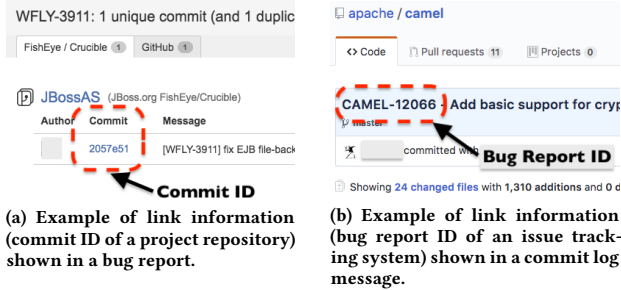 WFLY-3911: 1 unique commit (and 1 duplic
FishEye / Crucible 1 GitHub 1
JBossAS (JBoss.org FishEye/Crucible)
Author Commit Message
2057e51 [WFLY-3911] fix EJB file-back
Commit ID
(a) Example of link information
(commit ID of a project repository)
shown in a bug report.
apache / camel
<> Code Pull requests 11 Projects 0
CAMEL-12066 - Add basic support for cryp
master
committed with
Bug Report ID
Showing 24 changed files with 1,310 additions and 0 d
(b) Example of link information
(bug report ID of an issue track-
ing system) shown in a commit log
message.